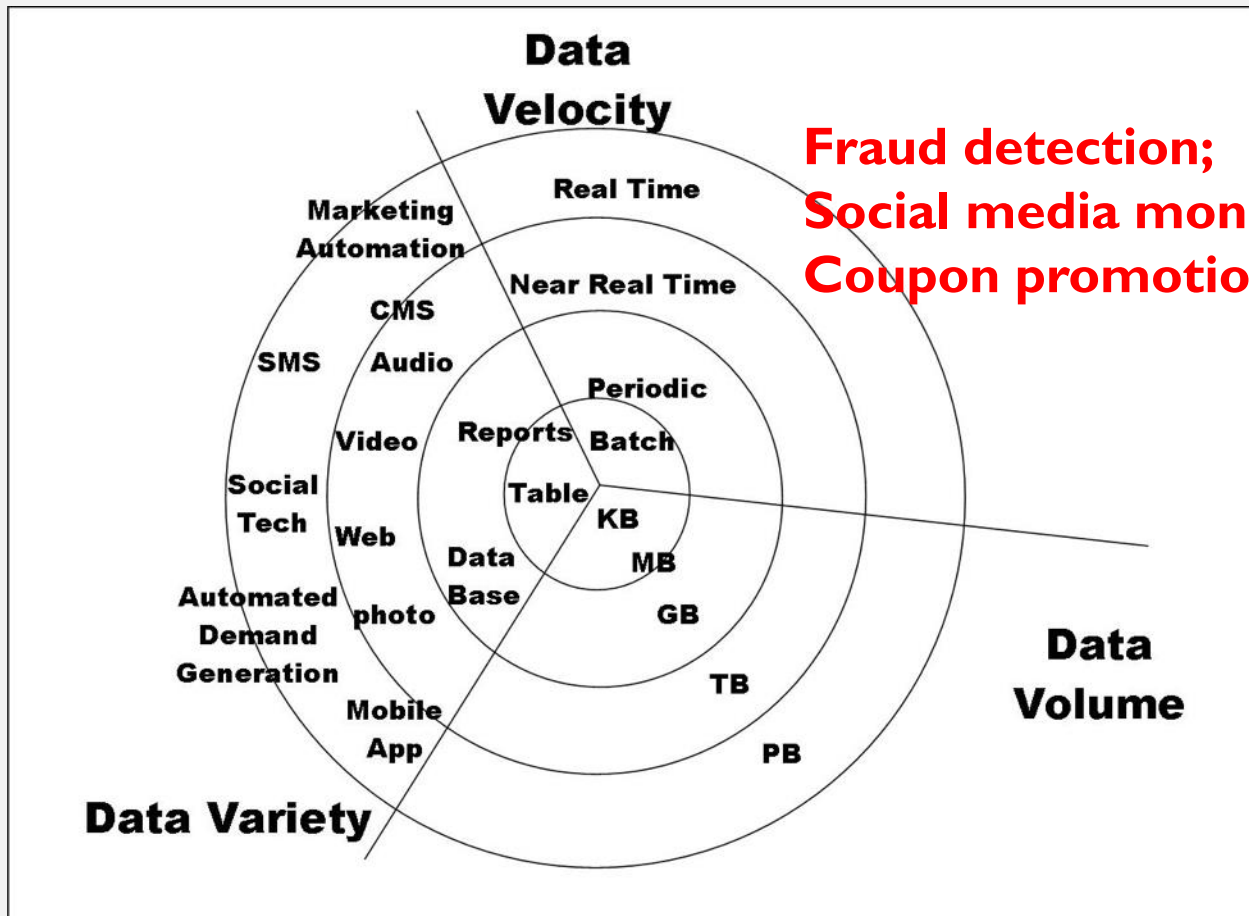 Data
Velocity
Fraud detection;
Social media mon
Coupon promotio
Real Time
Near Real Time
Periodic
Batch
Marketing
Automation
CMS
SMS
Audio
Reports
Video
Table
Social
Tech
Web
Data
Base
Automated
Demand
Generation
photo
Mobile
App
Data Variety
KB
MB
GB
TB
PB
Data
Volume